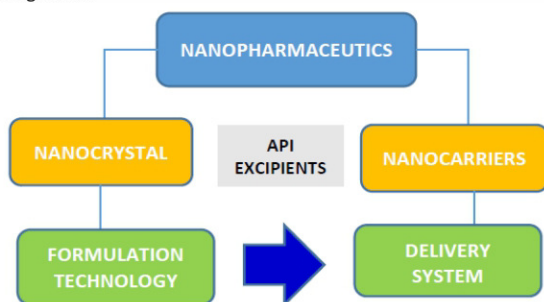 NANOPHARMACEUTICS
NANOCRYSTAL
API
EXCIPIENTS
NANOCARRIERS
FORMULATION
TECHNOLOGY
DELIVERY
SYSTEM